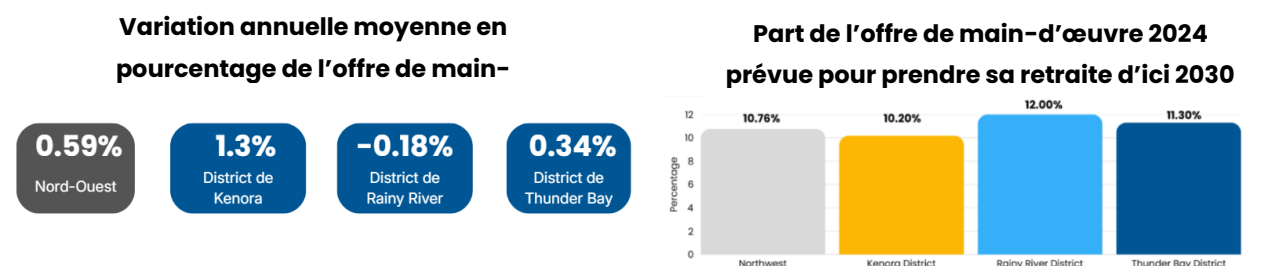 Variation annuelle moyenne en
pourcentage de l’offre de main-
0.59%
Nord-Ouest
1.3%
District de
Kenora
-0.18%
District de
Rainy River
0.34%
District de
Thunder Bay
Part de l’offre de main-d’œuvre 2024
prévue pour prendre sa retraite d’ici 2030
Percentage
12
10
8
6
4
2
0
10.76%
10.20%
12.00%
11.30%
Northwest
Kenora District
Rainy River District
Thunder Bay District